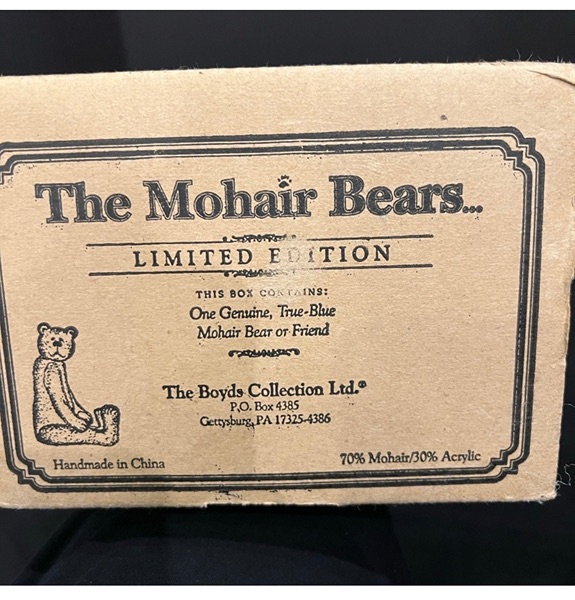 The Mohair Bears...
LIMITED EDITION
THIS BOX CONTAINS:
One Genuine, True-Blue
Mohair Bear or Friend
The Boyds Collection Ltd.®
P.O. Box 4385
Gettysburg, PA 17325-4386
Handmade in China
70% Mohair/30% Acrylic